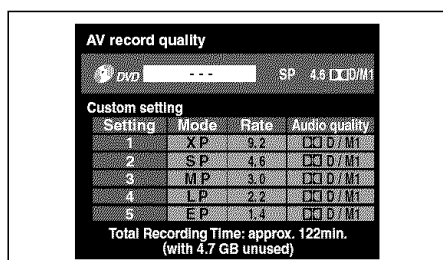 AV record quality
DVD - - - SP 4.6 D/M1
Custom setting
Setting Mode Rate Audio quality
1 XP 9.2 D/M1
2 SP 4.6 D/M1
3 MP 3.0 D/M1
4 LP 2.2 D/M1
5 EP 1.4 D/M1
Total Recording Time: approx. 122min.
(with 4.7 GB unused)